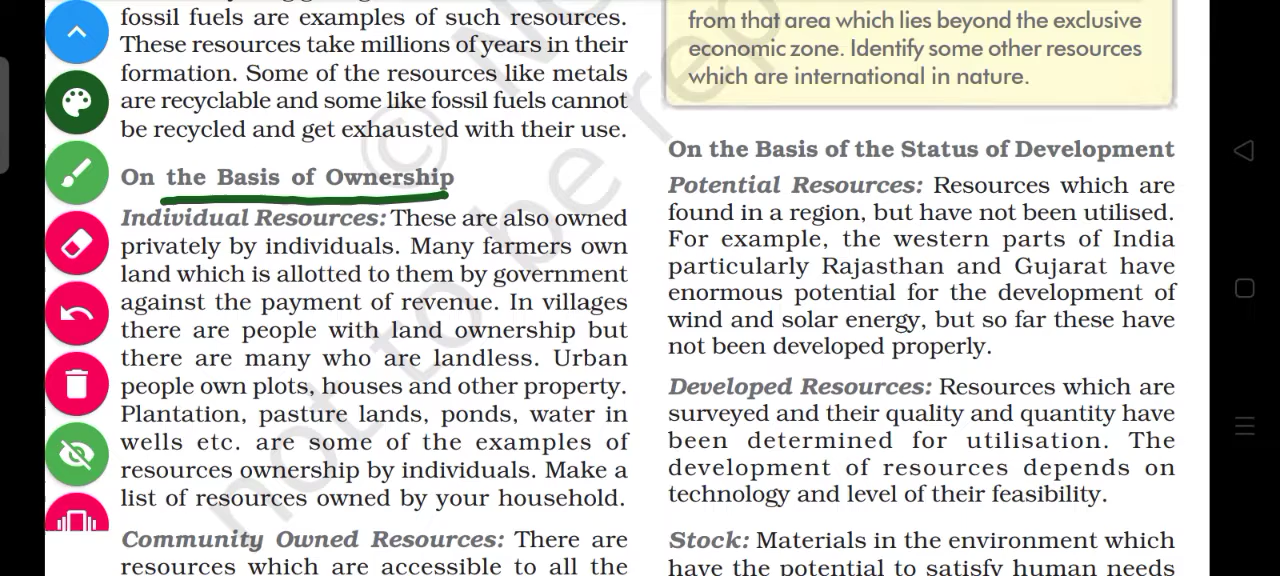 fossil fuels are examples of such resources.
These resources take millions of years in their
formation. Some of the resources like metals
are recyclable and some like fossil fuels cannot
be recycled and get exhausted with their use.
On the Basis of Ownership
Individual Resources: These are also owned
privately by individuals. Many farmers own
land which is allotted to them by government
against the payment of revenue. In villages
there are people with land ownership but
there are many who are landless. Urban
people own plots, houses and other property.
Plantation, pasture lands, ponds, water in
wells etc. are some of the examples of
resources ownership by individuals. Make a
list of resources owned by your household.
Community Owned Resources: There are
resources which are accessible to all the
from that area which lies beyond the exclusive
economic zone. Identify some other resources
which are international in nature.
On the Basis of the Status of Development
Potential Resources: Resources which are
found in a region, but have not been utilised.
For example, the western parts of India
particularly Rajasthan and Gujarat have
enormous potential for the development of
wind and solar energy, but so far these have
not been developed properly.
Developed Resources: Resources which are
surveyed and their quality and quantity have
been determined for utilisation. The
development of resources depends on
technology and level of their feasibility.
Stock: Materials in the environment which
have the potential to satisfy human needs
© N
not to be rep